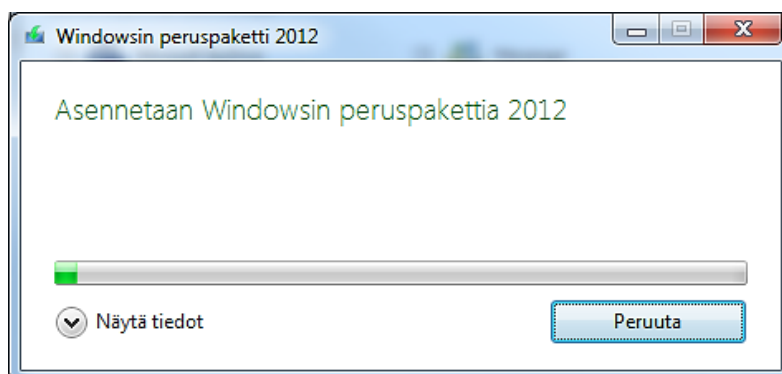 Windowsin peruspaketti 2012
Asennetaan Windowsin peruspakettia 2012
Näytä tiedot
Peruuta